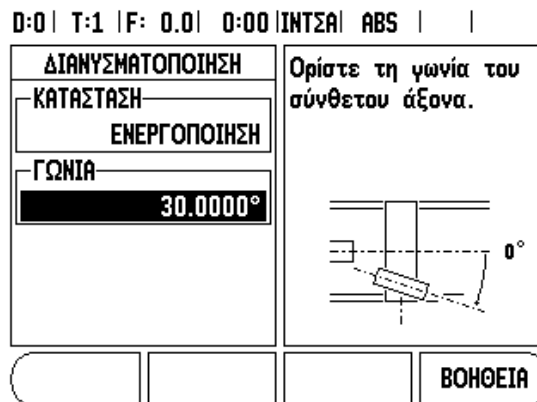 D:0| T:1 |F: 0.0| 0:00|ΙΝΤΣΑ| ABS | |
ΔΙΑΝΥΣΜΑΤΟΠΟΙΗΣΗ
ΚΑΤΑΣΤΑΣΗ
ΕΝΕΡΓΟΠΟΙΗΣΗ
ΓΩΝΙΑ
30.0000°
Ορίστε τη γωνία του
σύνθετου άξονα.
0°
ΒΟΗΘΕΙΑ